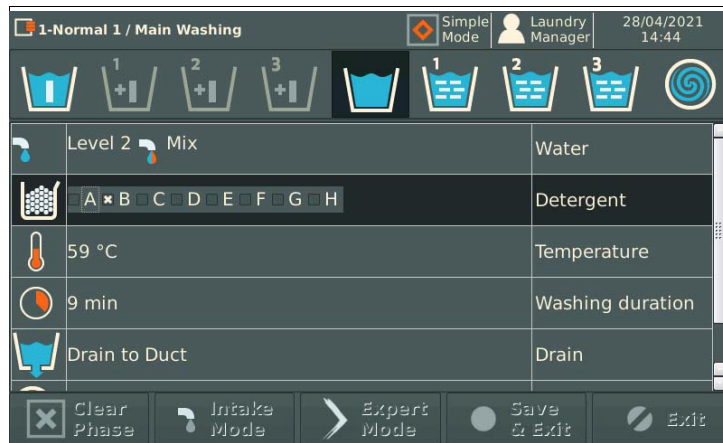 1-Normal 1 / Main Washing
Simple Mode
Laundry Manager
28/04/2021
14:44
1
2
3
1
2
3
Level 2 Mix
Water
A B C D E F G H
Detergent
59 °C
Temperature
9 min
Washing duration
Drain to Duct
Drain
Clear Phase
Intake Mode
Expert Mode
Save & Exit
Exit